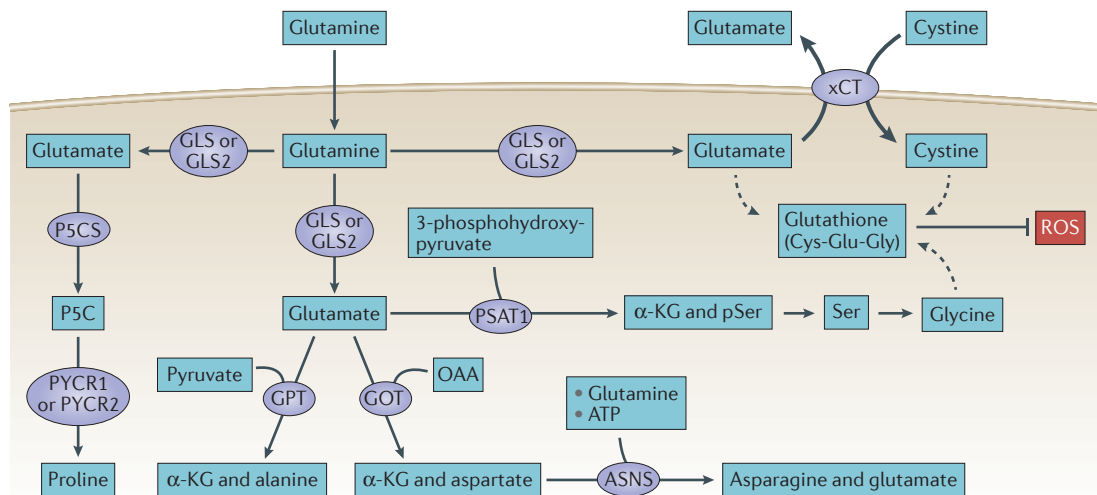 Glutamine
Glutamate
Cystine
xCT
Glutamate
GLS or
GLS2
Glutamine
GLS or
GLS2
Glutamate
Cystine
P5CS
GLS or
GLS2
3-phosphohydroxy-
pyruvate
Glutathione
(Cys-Glu-Gly)
ROS
P5C
Glutamate
PSAT1
α-KG and pSer
Ser
Glycine
PYCR1
or PYCR2
Pyruvate
GPT
GOT
OAA
• Glutamine
• ATP
Proline
α-KG and alanine
α-KG and aspartate
ASNS
Asparagine and glutamate